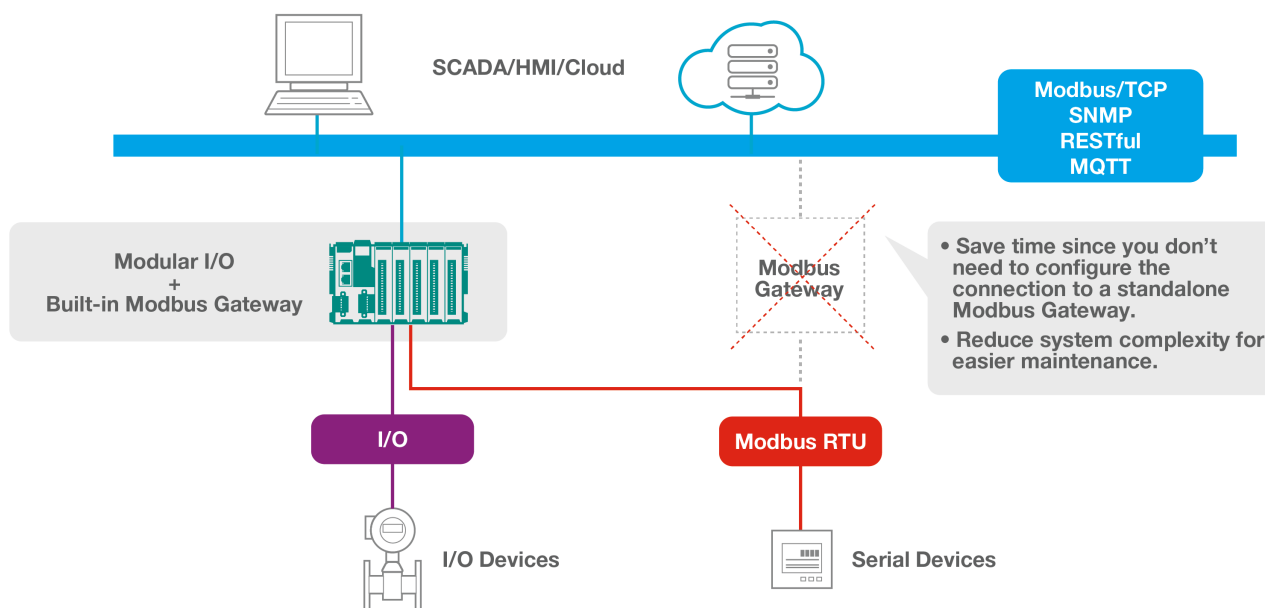 SCADA/HMI/Cloud
Modbus/TCP
SNMP
RESTful
MQTT
Modular I/O
+
Built-in Modbus Gateway
Modbus
Gateway
• Save time since you don’t
need to configure the
connection to a standalone
Modbus Gateway.
• Reduce system complexity for
easier maintenance.
I/O
Modbus RTU
I/O Devices
Serial Devices